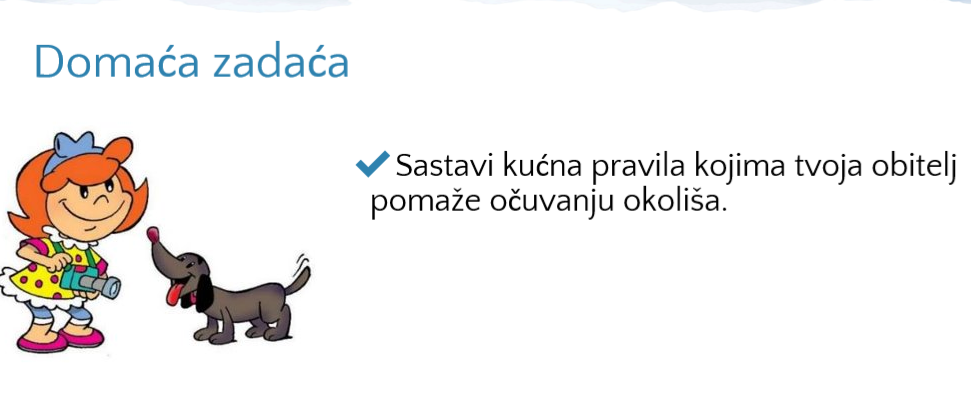 Domaća zadaća
Sastavi kućna pravila kojima tvoja obitelj
pomaže očuvanju okoliša.